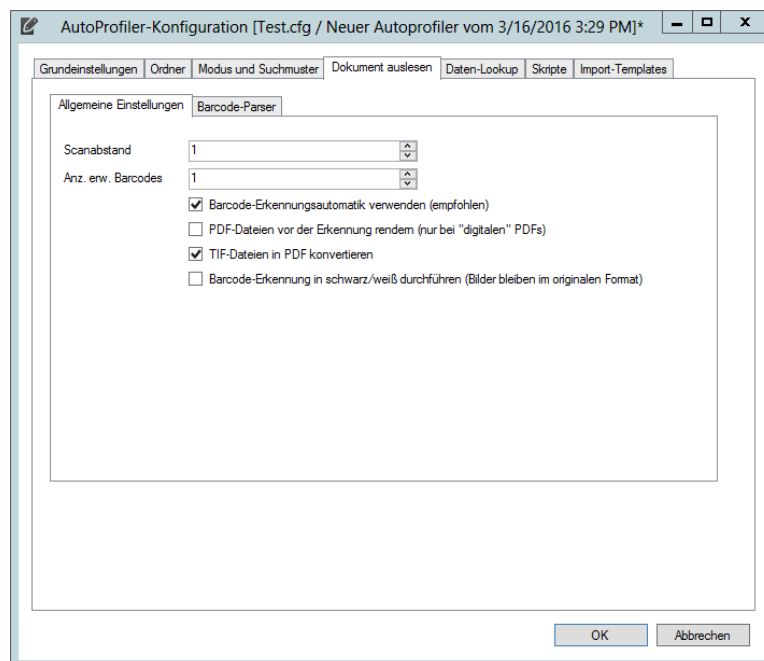 AutoProfiler-Konfiguration [Test.cfg / Neuer Autoprofiler vom 3/16/2016 3:29 PM]*
Grundeinstellungen Ordner Modus und Suchmuster Dokument auslesen Daten-Lookup Skripte Import-Templates
Allgemeine Einstellungen Barcode-Parser
Scanabstand 1
Anz. erw. Barcodes 1
Barcode-Erkennungsautomatik verwenden (empfohlen)
PDF-Dateien vor der Erkennung rendern (nur bei "digitalen" PDFs)
TIF-Dateien in PDF konvertieren
Barcode-Erkennung in schwarz/weiß durchführen (Bilder bleiben im originalen Format)
OK Abbrechen